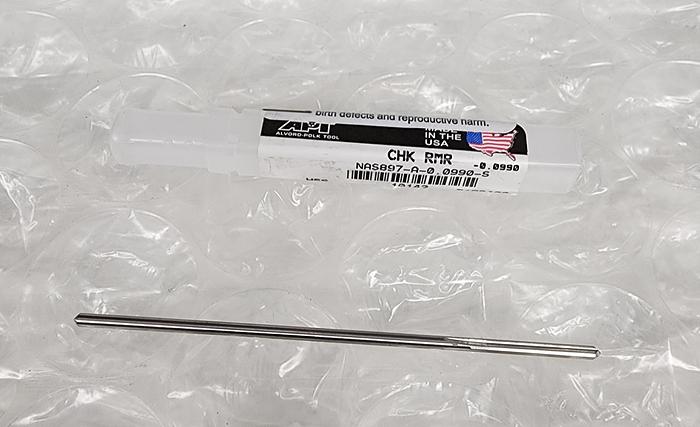 birth defects and reproductive harm.
APT
ALVORD-POLK TOOL
MADE
IN THE
USA
CHK RMR -0.0990
NAS897-A-0.0990-S
10143